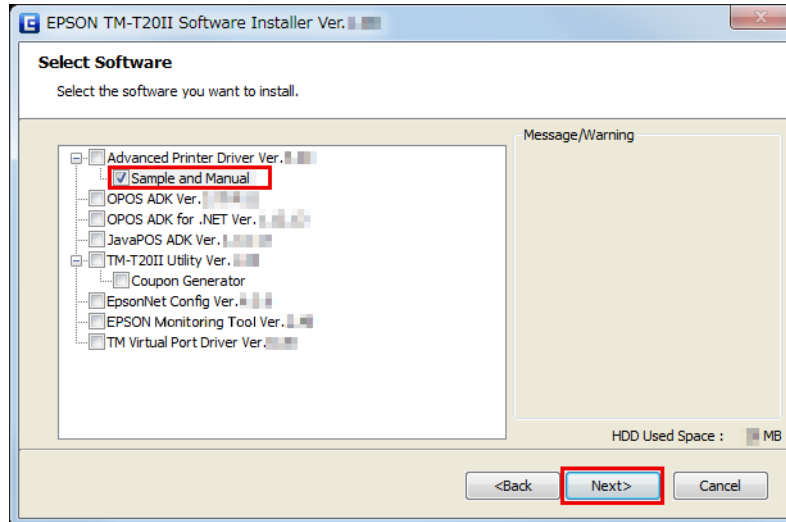 EPSON TM-T20II Software Installer Ver.
Select Software
Select the software you want to install.
Message/Warning
Advanced Printer Driver Ver.
Sample and Manual
OPOS ADK Ver.
OPOS ADK for .NET Ver.
JavaPOS ADK Ver.
TM-T20II Utility Ver.
Coupon Generator
EpsonNet Config Ver.
EPSON Monitoring Tool Ver.
TM Virtual Port Driver Ver.
HDD Used Space : MB
<Back Next> Cancel